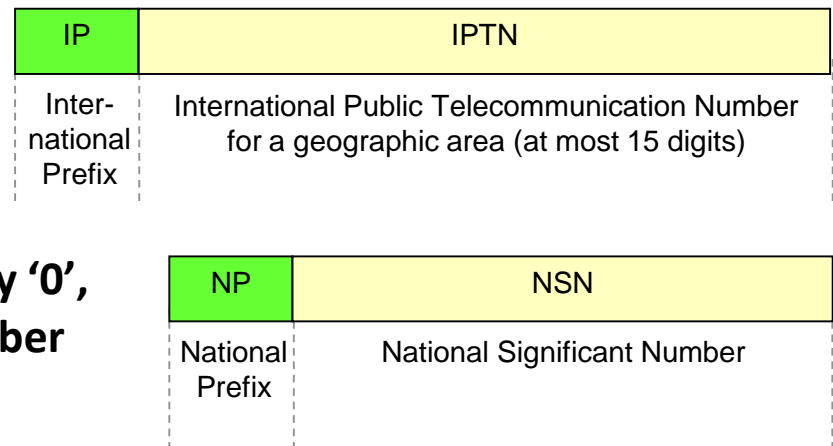 IP IPTN
Inter-
national
Prefix
International Public Telecommunication Number
for a geographic area (at most 15 digits)
y ‘0’,
ber
NP NSN
National
Prefix
National Significant Number